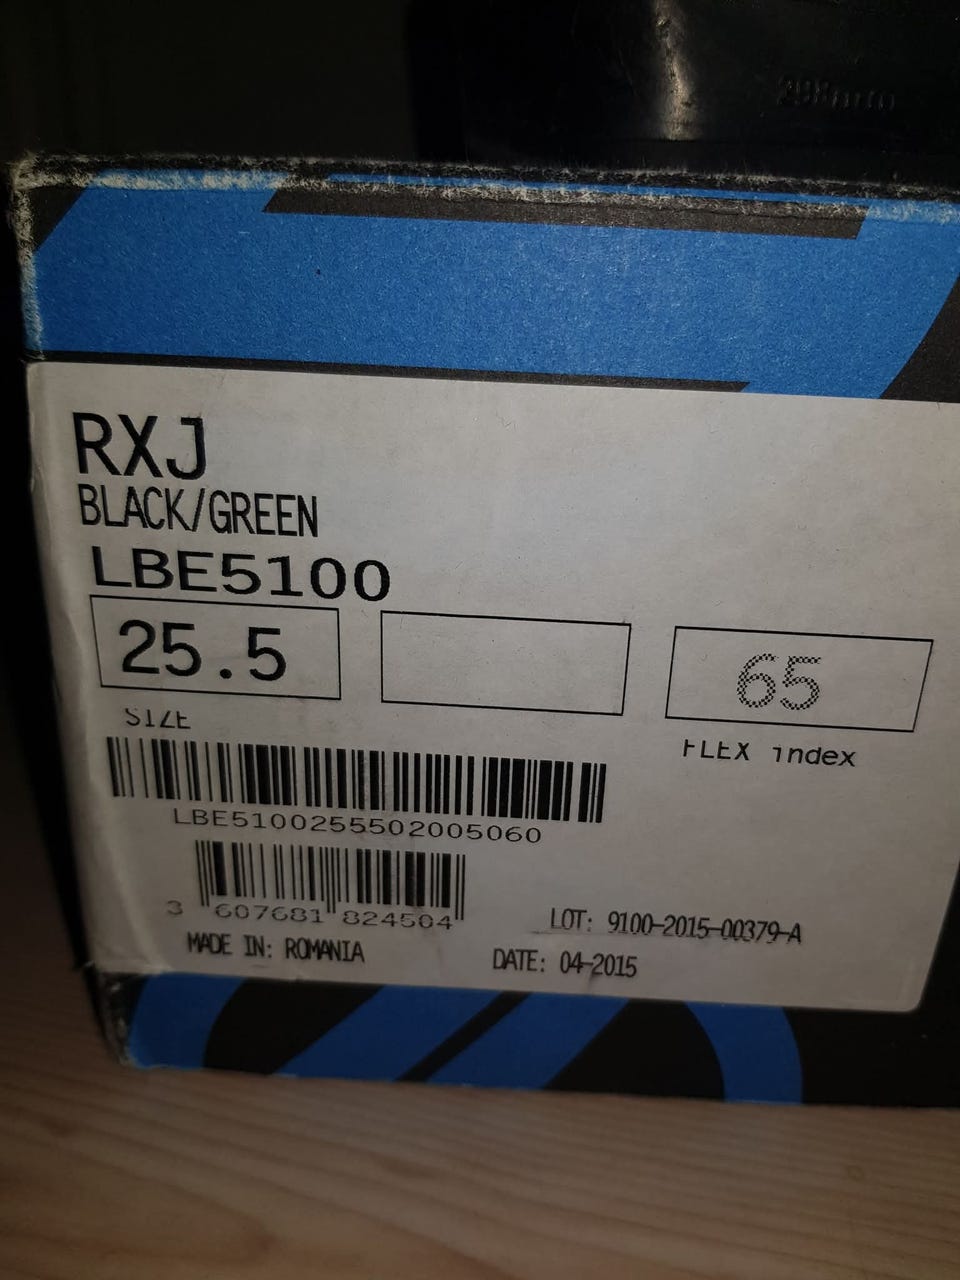 298mm
RXJ
BLACK/GREEN
LBE5100
25.5
65
SIZE
FLEX index
LBE5100255502005060
3 607681 824504
LOT: 9100-2015-00379-A
MADE IN: ROMANIA
DATE: 04-2015